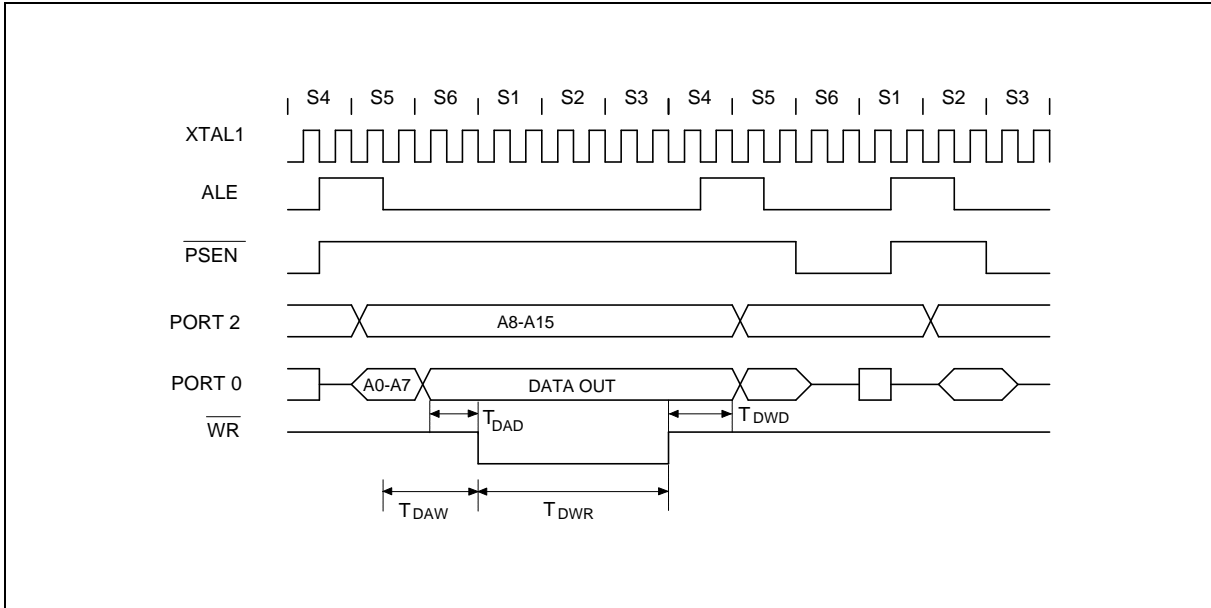 S4 S5 S6 S1 S2 S3 S4 S5 S6 S1 S2 S3
XTAL1
ALE
PSEN
PORT 2 A8-A15
PORT 0 A0-A7 DATA OUT
WR TDAD TDWD
TDAW TDWR